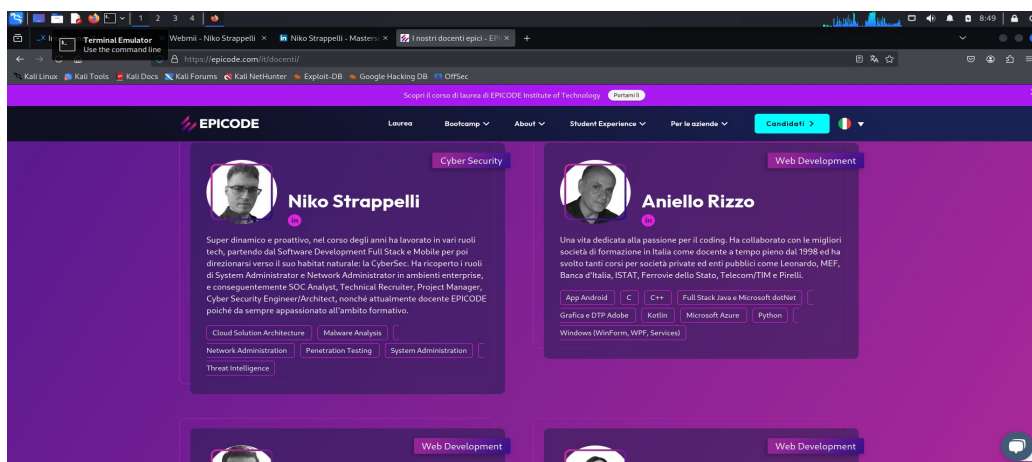 1 2 3 4
8:49
Terminal Emulator
Use the command line
Webmii - Niko Strappelli
Niko Strappelli - Masters
I nostri docenti epici - EPI
https://epicode.com/it/docenti/
Kali Linux Kali Tools Kali Docs Kali Forums Kali NetHunter Exploit-DB Google Hacking DB OffSec
Scopri il corso di laurea di EPICODE Institute of Technology Portami lì
EPICODE Laurea Bootcamp About Student Experience Per le aziende Candidati
Cyber Security
Niko Strappelli
in
Super dinamico e proattivo, nel corso degli anni ha lavorato in vari ruoli
tech, partendo dal Software Development Full Stack e Mobile per poi
direzionarsi verso il suo habitat naturale: la CyberSec. Ha ricoperto i ruoli
di System Administrator e Network Administrator in ambienti enterprise,
e conseguentemente SOC Analyst, Technical Recruiter, Project Manager,
Cyber Security Engineer/Architect, nonché attualmente docente EPICODE
poiché da sempre appassionato all'ambito formativo.
Cloud Solution Architecture Malware Analysis
Network Administration Penetration Testing System Administration
Threat Intelligence
Web Development
Aniello Rizzo
in
Una vita dedicata alla passione per il coding. Ha collaborato con le migliori
società di formazione in Italia come docente a tempo pieno dal 1998 ed ha
svolto tanti corsi per società private ed enti pubblici come Leonardo, MEF,
Banca d'Italia, ISTAT, Ferrovie dello Stato, Telecom/TIM e Pirelli.
App Android C C++ Full Stack Java e Microsoft dotNet
Grafica e DTP Adobe Kotlin Microsoft Azure Python
Windows (WinForm, WPF, Services)
Web Development
Web Development